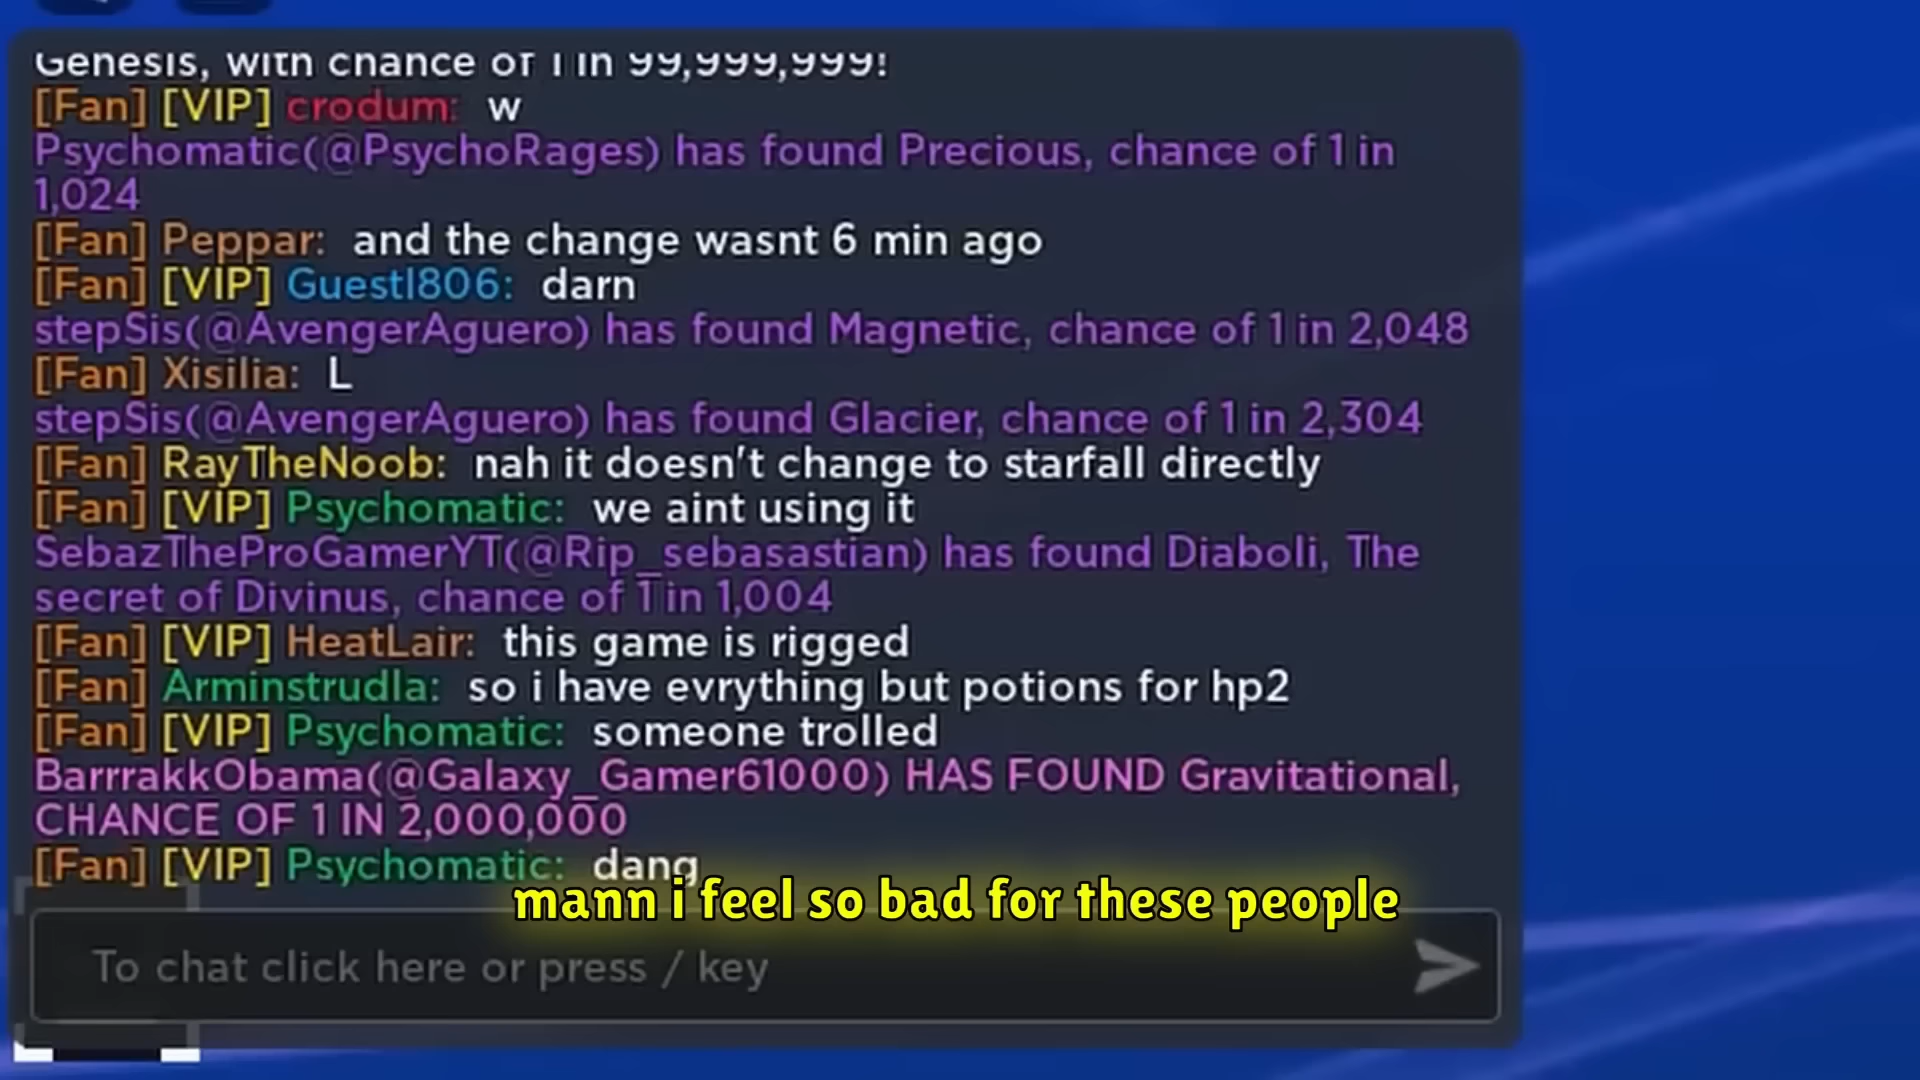 Genesis, with chance of 1 in 99,999,999!
[Fan] [VIP] crodum: w
Psychomatic(@PsychoRages) has found Precious, chance of 1 in
1,024
[Fan] Peppar: and the change wasnt 6 min ago
[Fan] [VIP] Guestl806: darn
stepSis(@AvengerAguero) has found Magnetic, chance of 1 in 2,048
[Fan] Xisilia: L
stepSis(@AvengerAguero) has found Glacier, chance of 1 in 2,304
[Fan] RayTheNoob: nah it doesn't change to starfall directly
[Fan] [VIP] Psychomatic: we aint using it
SebazTheProGamerYT(@Rip_sebasastian) has found Diaboli, The
secret of Divinus, chance of 1 in 1,004
[Fan] [VIP] HeatLair: this game is rigged
[Fan] Arminstrudla: so i have evrything but potions for hp2
[Fan] [VIP] Psychomatic: someone trolled
BarrrakkObama(@Galaxy_Gamer61000) HAS FOUND Gravitational,
CHANCE OF 1 IN 2,000,000
[Fan] [VIP] Psychomatic: dang
mann i feel so bad for these people
To chat click here or press / key